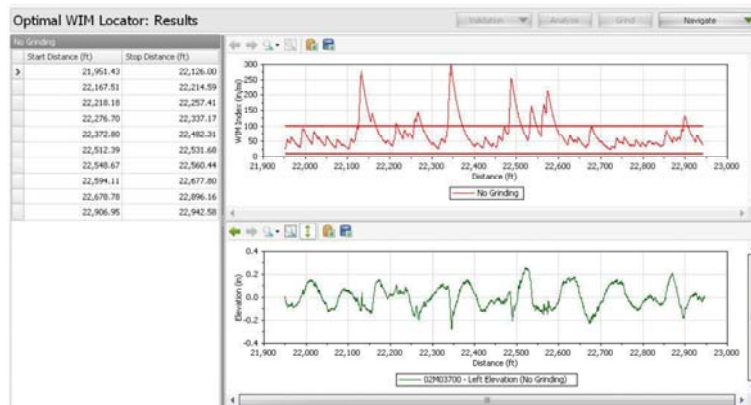 Optimal WIM Locator: Results
Validation Analyze Grind Navigate
No Grinding
Start Distance (ft) Stop Distance (ft)
21,951.43 22,126.00
22,167.51 22,214.59
22,218.18 22,257.41
22,276.70 22,337.17
22,372.80 22,482.31
22,512.39 22,531.68
22,548.67 22,560.44
22,594.11 22,677.80
22,678.78 22,896.16
22,906.95 22,942.58
WIM Index (in/mi)
300
250
200
150
100
50
0
21,900 22,000 22,100 22,200 22,300 22,400 22,500 22,600 22,700 22,800 22,900 23,000
Distance (ft)
No Grinding
Elevation (in)
0.4
0.2
0.0
-0.2
-0.4
21,900 22,000 22,100 22,200 22,300 22,400 22,500 22,600 22,700 22,800 22,900 23,000
Distance (ft)
02M03700 - Left Elevation (No Grinding)